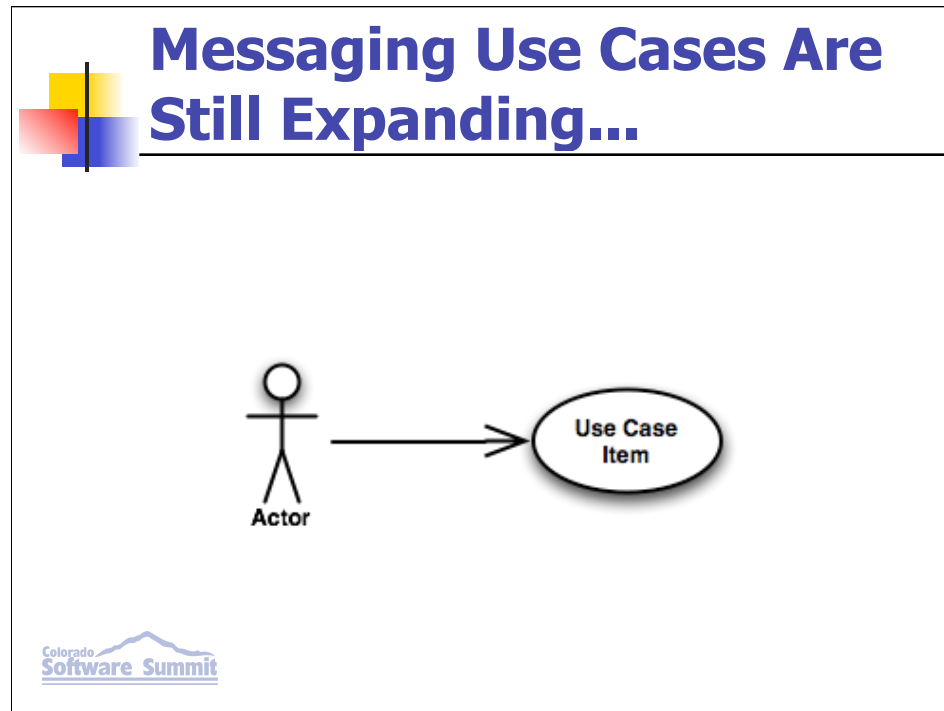 Messaging Use Cases Are
Still Expanding...
Use Case
Item
Actor
Colorado
Software Summit